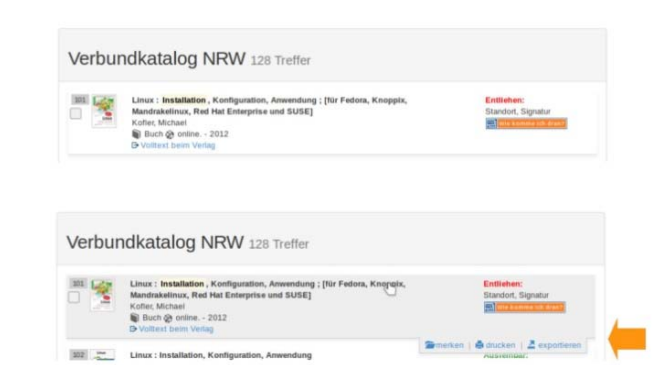 Verbundkatalog NRW 128 Treffer
101
Linux : Installation , Konfiguration, Anwendung ; [für Fedora, Knoppix,
Mandrakelinux, Red Hat Enterprise und SUSE]
Kofler, Michael
Buch online. - 2012
Volltext beim Verlag
Entliehen:
Standort, Signatur
Wie komme ich dran?
Verbundkatalog NRW 128 Treffer
101
Linux : Installation , Konfiguration, Anwendung ; [für Fedora, Knoppix,
Mandrakelinux, Red Hat Enterprise und SUSE]
Kofler, Michael
Buch online. - 2012
Volltext beim Verlag
Entliehen:
Standort, Signatur
Wie komme ich dran?
merken | drucken | exportieren
102
Linux : Installation, Konfiguration, Anwendung
Ausleihbar: